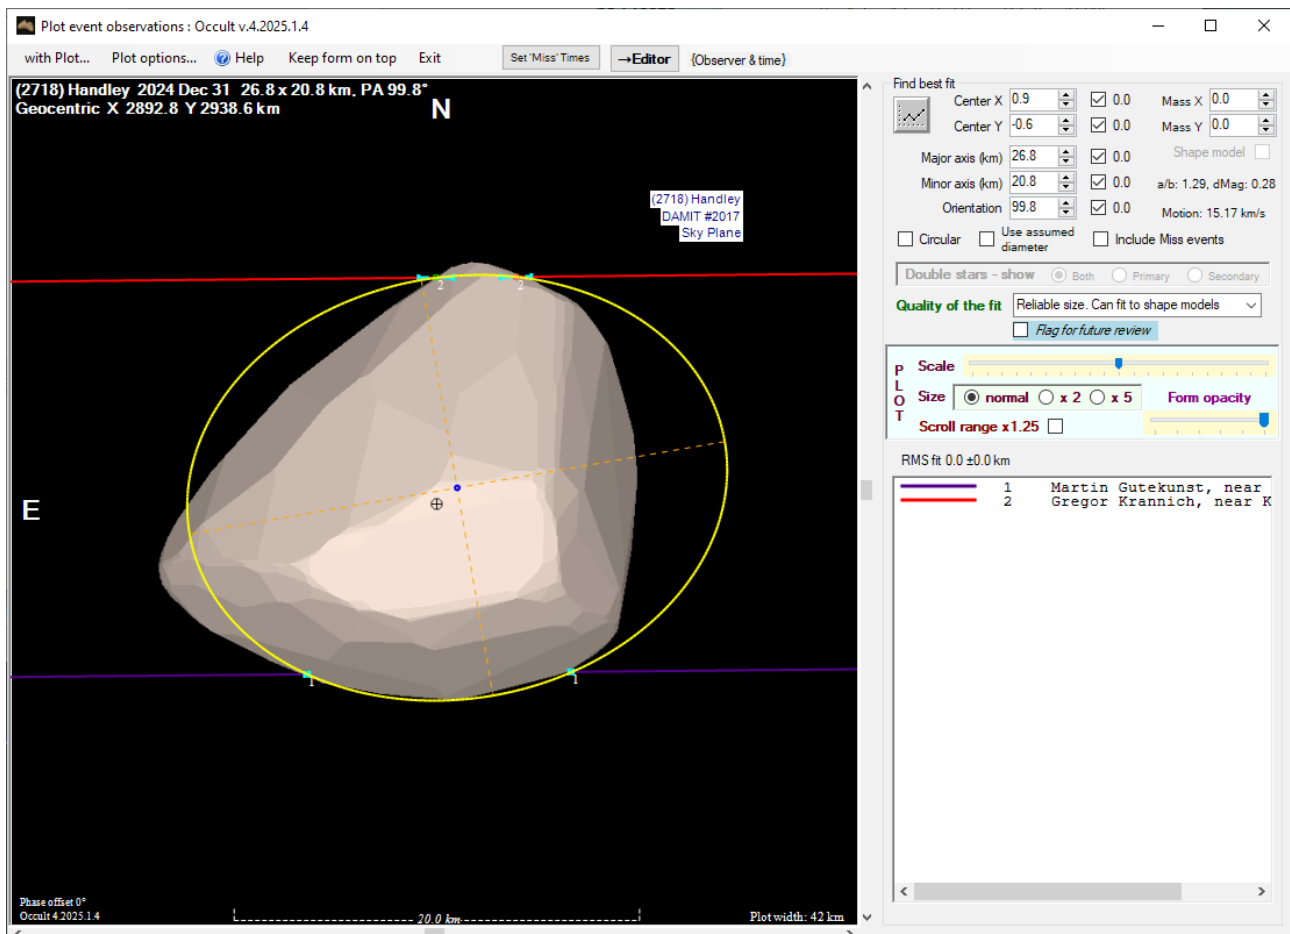 Plot event observations : Occult v.4.2025.1.4
with Plot... Plot options... Help Keep form on top Exit Set 'Miss' Times →Editor {Observer & time}
(2718) Handley 2024 Dec 31 26.8 x 20.8 km, PA 99.8°
Geocentric X 2892.8 Y 2938.6 km
N
(2718) Handley
DAMIT #2017
Sky Plane
2 2
E
1 1
Phase offset 0°
Occult 4.2025.1.4
20.0 km
Plot width: 42 km
Find best fit
Center X 0.9 0.0 Mass X 0.0
Center Y -0.6 0.0 Mass Y 0.0
Major axis (km) 26.8 0.0 Shape model
Minor axis (km) 20.8 0.0 a/b: 1.29, dMag: 0.28
Orientation 99.8 0.0 Motion: 15.17 km/s
Circular Use assumed diameter Include Miss events
Double stars - show Both Primary Secondary
Quality of the fit Reliable size. Can fit to shape models
Flag for future review
PLOT
Scale
Size normal x 2 x 5 Form opacity
Scroll range x1.25
RMS fit 0.0 ±0.0 km
1 Martin Gutekunst, near
2 Gregor Krannich, near K